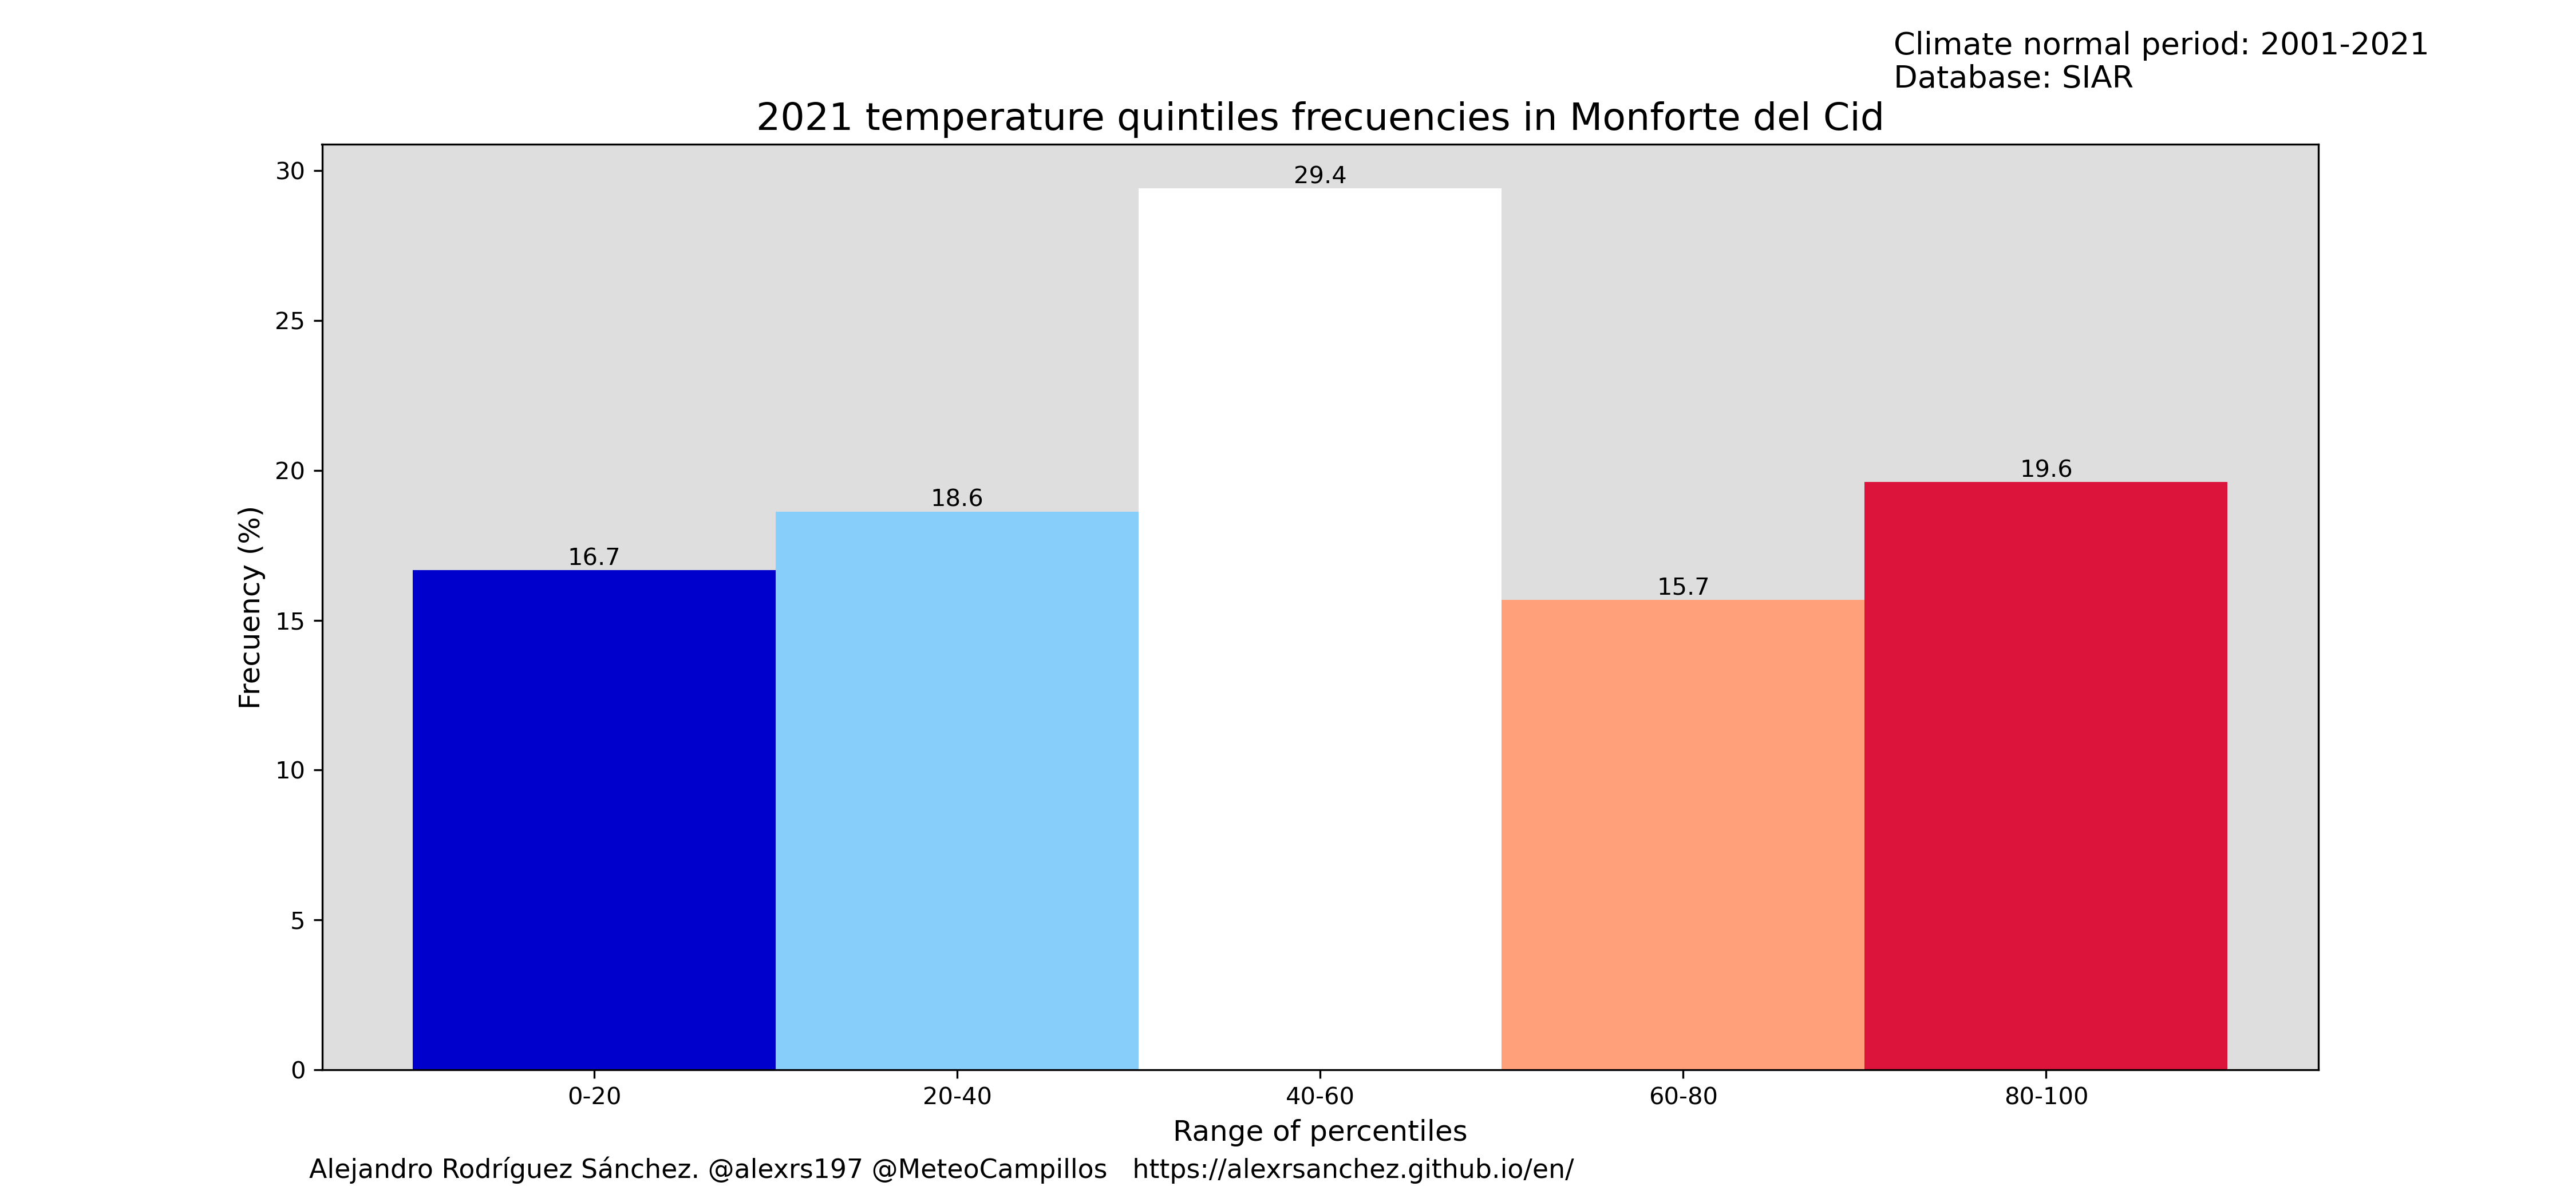 Climate normal period: 2001-2021
Database: SIAR
2021 temperature quintiles frecuencies in Monforte del Cid
Frecuency (%)
30
25
20
15
10
5
0
16.7
18.6
29.4
15.7
19.6
0-20
20-40
40-60
60-80
80-100
Range of percentiles
Alejandro Rodríguez Sánchez. @alexrs197 @MeteoCampillos https://alexrsanchez.github.io/en/